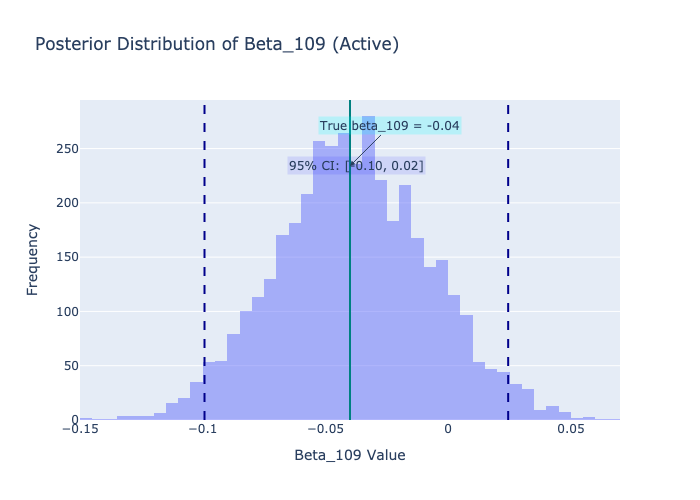 Posterior Distribution of Beta_109 (Active)
True beta_109 = -0.04
95% CI: [-0.10, 0.02]
Frequency
250
200
150
100
50
0
−0.15
−0.1
−0.05
0
0.05
Beta_109 Value